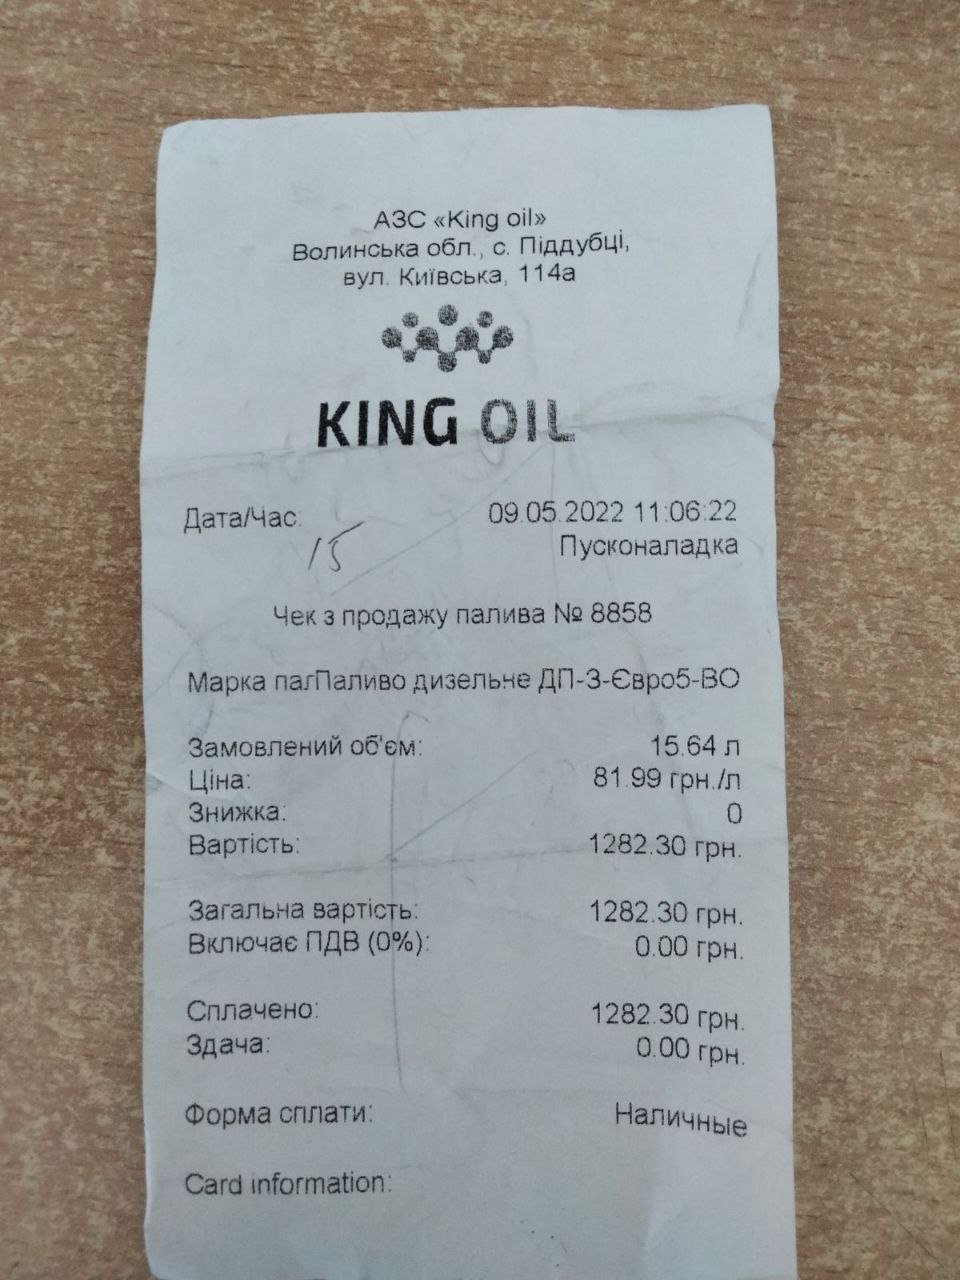 АЗС «King oil»
Волинська обл., с. Піддубці,
вул. Київська, 114а
KING OIL
Дата/Час: 09.05.2022 11:06:22
15
Пусконаладка
Чек з продажу палива № 8858
Марка палПаливо дизельне ДП-З-Євро5-ВО
Замовлений об'єм: 15.64 л
Ціна: 81.99 грн./л
Знижка: 0
Вартість: 1282.30 грн.
Загальна вартість: 1282.30 грн.
Включає ПДВ (0%): 0.00 грн.
Сплачено: 1282.30 грн.
Здача: 0.00 грн.
Форма сплати: Наличные
Card information: